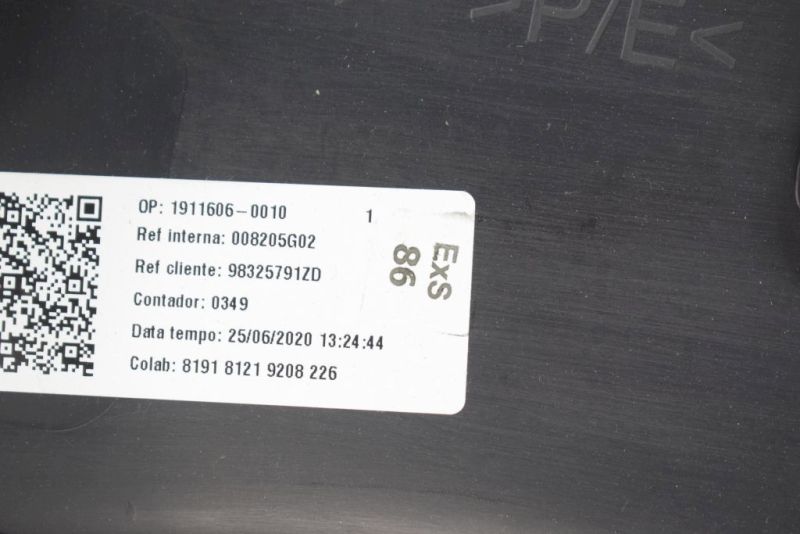 >P/E<
OP: 1911606-0010
1
Ref interna: 008205G02
Ref cliente: 98325791ZD
Contador: 0349
Data tempo: 25/06/2020 13:24:44
Colab: 8191 8121 9208 226
ExS
86